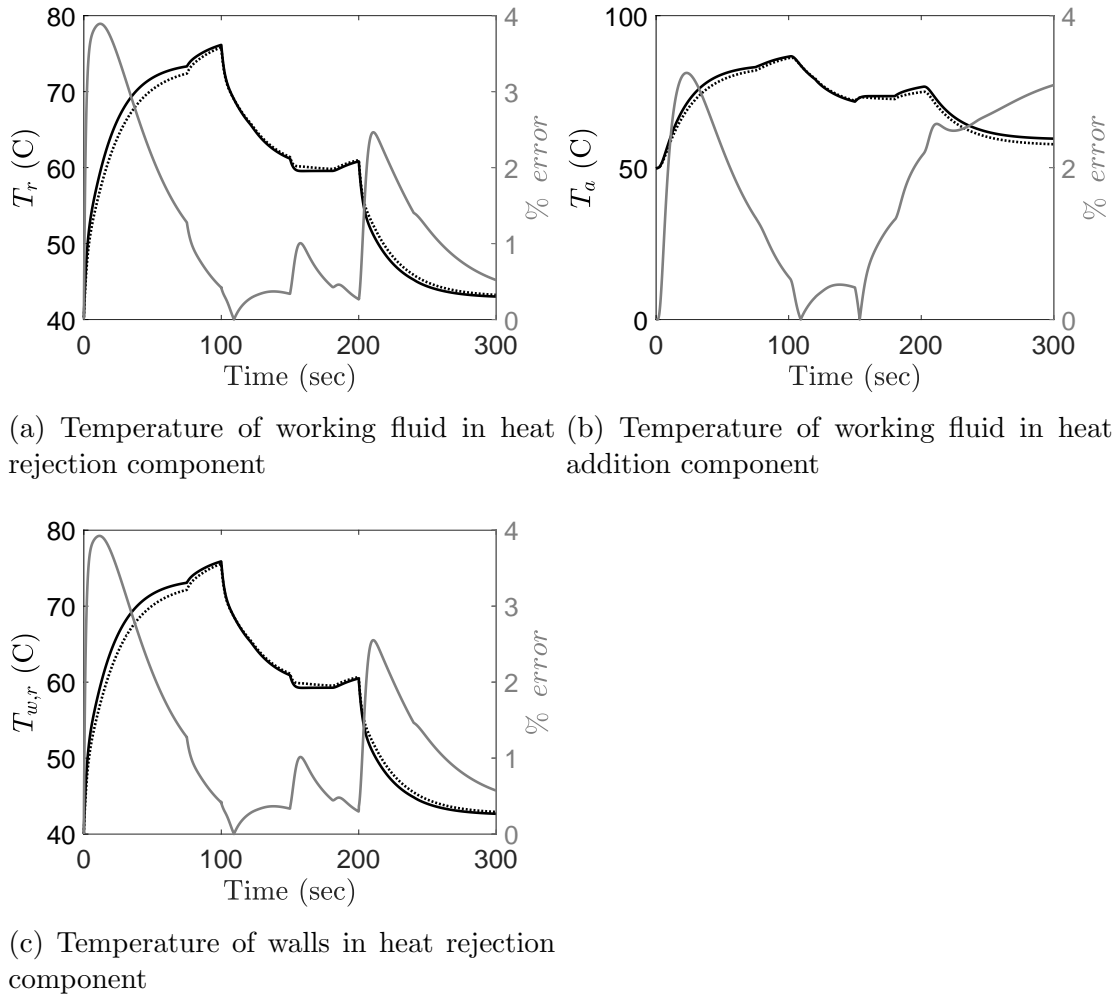 80
70
60
50
40
T_r (C)
4
3
2
1
0
% error
0 100 200 300
Time (sec)
100
50
0
T_a (C)
4
3
2
1
0
% error
0 100 200 300
Time (sec)
(a) Temperature of working fluid in heat
rejection component
(b) Temperature of working fluid in heat
addition component
80
70
60
50
40
T_{w,r} (C)
4
3
2
1
0
% error
0 100 200 300
Time (sec)
(c) Temperature of walls in heat rejection
component